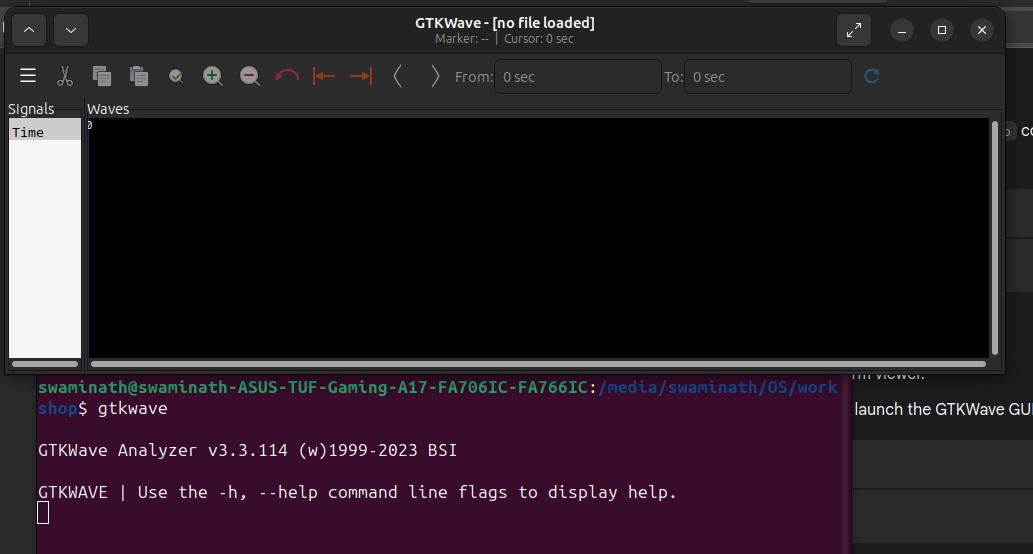 GTKWave - [no file loaded]
Marker: -- | Cursor: 0 sec
From: 0 sec To: 0 sec
Signals
Waves
Time
0
swaminath@swaminath-ASUS-TUF-Gaming-A17-FA706IC-FA766IC:/media/swaminath/OS/work
shop$ gtkwave
GTKWave Analyzer v3.3.114 (w)1999-2023 BSI
GTKWAVE | Use the -h, --help command line flags to display help.
viewer.
launch the GTKWave GU